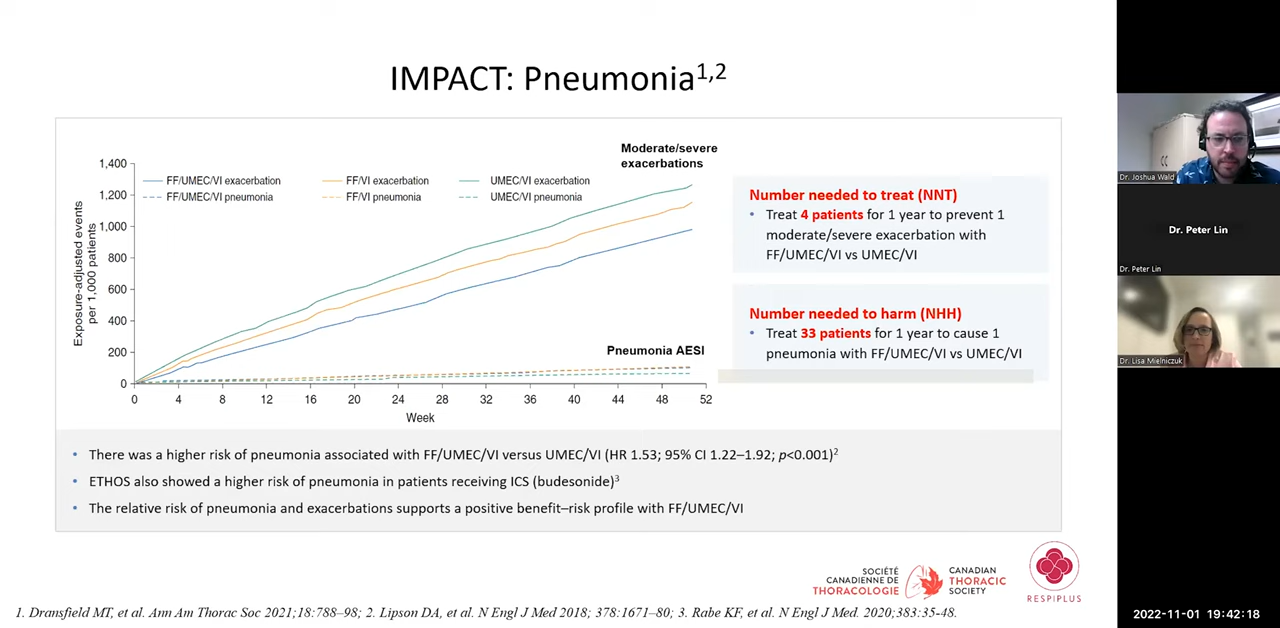 IMPACT: Pneumonia1,2
Moderate/severe
exacerbations
FF/UMEC/VI exacerbation
FF/VI exacerbation
UMEC/VI exacerbation
FF/UMEC/VI pneumonia
FF/VI pneumonia
UMEC/VI pneumonia
Exposure-adjusted events
per 1,000 patients
1,400
1,200
1,000
800
600
400
200
0
Pneumonia AESI
0 4 8 12 16 20 24 28 32 36 40 44 48 52
Week
Number needed to treat (NNT)
• Treat 4 patients for 1 year to prevent 1
moderate/severe exacerbation with
FF/UMEC/VI vs UMEC/VI
Number needed to harm (NHH)
• Treat 33 patients for 1 year to cause 1
pneumonia with FF/UMEC/VI vs UMEC/VI
• There was a higher risk of pneumonia associated with FF/UMEC/VI versus UMEC/VI (HR 1.53; 95% CI 1.22–1.92; p<0.001)2
• ETHOS also showed a higher risk of pneumonia in patients receiving ICS (budesonide)3
• The relative risk of pneumonia and exacerbations supports a positive benefit–risk profile with FF/UMEC/VI
SOCIÉTÉ
CANADIENNE DE
THORACOLOGIE
CANADIAN
THORACIC
SOCIETY
RESPIPLUS
1. Dransfield MT, et al. Ann Am Thorac Soc 2021;18:788–98; 2. Lipson DA, et al. N Engl J Med 2018; 378:1671–80; 3. Rabe KF, et al. N Engl J Med. 2020;383:35-48.
Dr. Joshua Wald
Dr. Peter Lin
Dr. Peter Lin
Dr. Lisa Mielniczuk
2022-11-01 19:42:18